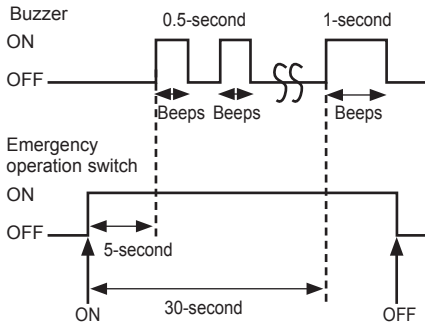 Buzzer
ON
0.5-second
1-second
OFF
Beeps Beeps
Beeps
Emergency
operation switch
ON
OFF
5-second
30-second
ON
OFF